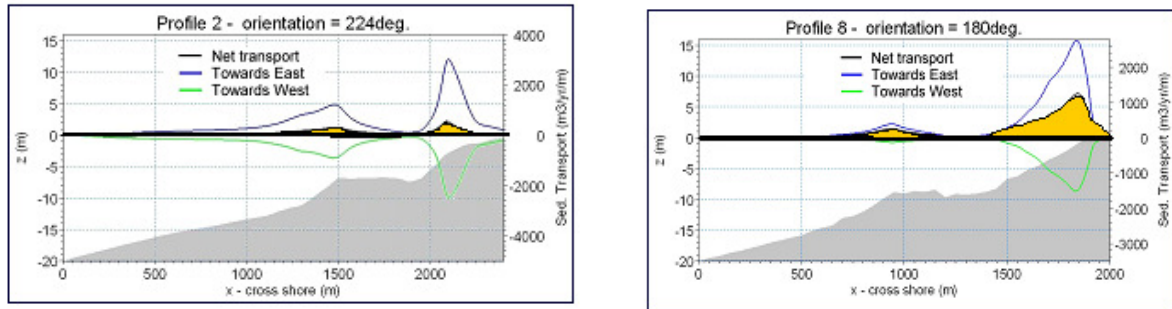 Profile 2 - orientation = 224deg.
Net transport
Towards East
Towards West
15
10
5
0
-5
-10
-15
-20
z (m)
4000
2000
0
-2000
-4000
Sed. Transport (m3/yr/m)
0
500
1000
1500
2000
x - cross shore (m)
Profile 8 - orientation = 180deg.
Net transport
Towards East
Towards West
15
10
5
0
-5
-10
-15
-20
z (m)
2000
1000
0
-1000
-2000
-3000
Sed. Transport (m3/yr/m)
0
500
1000
1500
2000
x - cross shore (m)